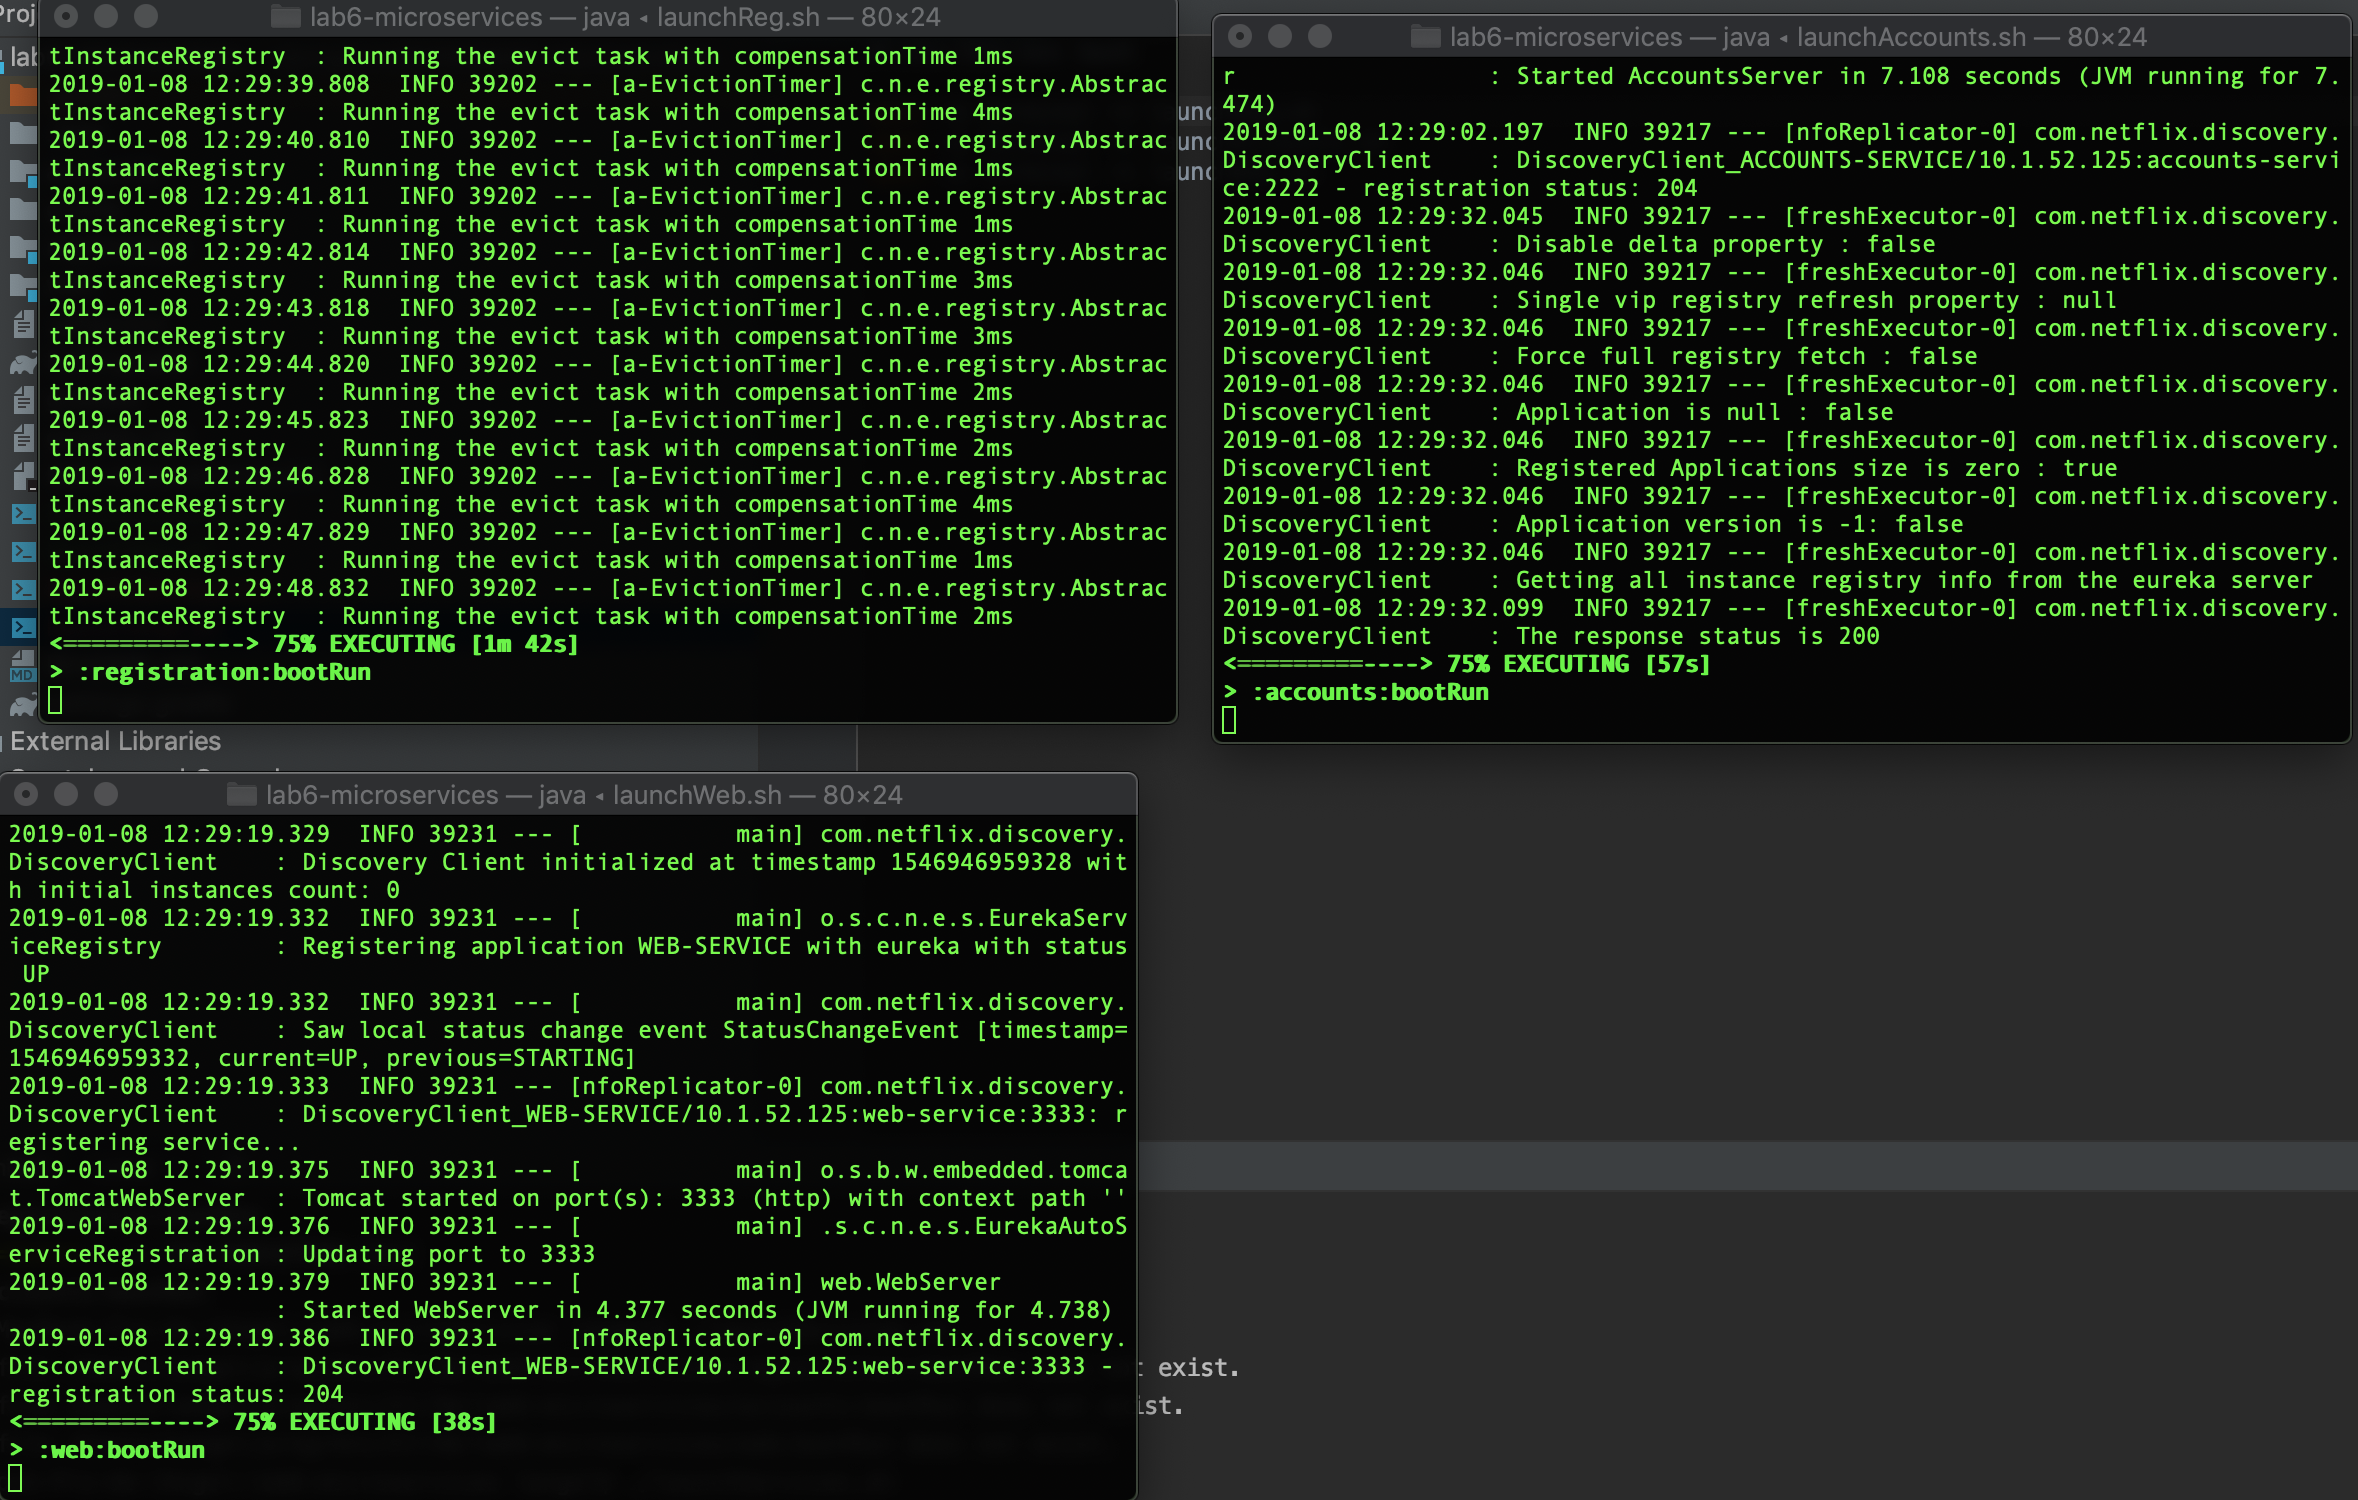 Proj
lab
lab6-microservices — java ◂ launchReg.sh — 80×24
tInstanceRegistry  : Running the evict task with compensationTime 1ms
2019-01-08 12:29:39.808  INFO 39202 --- [a-EvictionTimer] c.n.e.registry.Abstrac
tInstanceRegistry  : Running the evict task with compensationTime 4ms
2019-01-08 12:29:40.810  INFO 39202 --- [a-EvictionTimer] c.n.e.registry.Abstrac
tInstanceRegistry  : Running the evict task with compensationTime 1ms
2019-01-08 12:29:41.811  INFO 39202 --- [a-EvictionTimer] c.n.e.registry.Abstrac
tInstanceRegistry  : Running the evict task with compensationTime 1ms
2019-01-08 12:29:42.814  INFO 39202 --- [a-EvictionTimer] c.n.e.registry.Abstrac
tInstanceRegistry  : Running the evict task with compensationTime 3ms
2019-01-08 12:29:43.818  INFO 39202 --- [a-EvictionTimer] c.n.e.registry.Abstrac
tInstanceRegistry  : Running the evict task with compensationTime 3ms
2019-01-08 12:29:44.820  INFO 39202 --- [a-EvictionTimer] c.n.e.registry.Abstrac
tInstanceRegistry  : Running the evict task with compensationTime 2ms
2019-01-08 12:29:45.823  INFO 39202 --- [a-EvictionTimer] c.n.e.registry.Abstrac
tInstanceRegistry  : Running the evict task with compensationTime 2ms
2019-01-08 12:29:46.828  INFO 39202 --- [a-EvictionTimer] c.n.e.registry.Abstrac
tInstanceRegistry  : Running the evict task with compensationTime 4ms
2019-01-08 12:29:47.829  INFO 39202 --- [a-EvictionTimer] c.n.e.registry.Abstrac
tInstanceRegistry  : Running the evict task with compensationTime 1ms
2019-01-08 12:29:48.832  INFO 39202 --- [a-EvictionTimer] c.n.e.registry.Abstrac
tInstanceRegistry  : Running the evict task with compensationTime 2ms
<=========----> 75% EXECUTING [1m 42s]
> :registration:bootRun
unc
unc
unc
lab6-microservices — java ◂ launchAccounts.sh — 80×24
r                  : Started AccountsServer in 7.108 seconds (JVM running for 7.
474)
2019-01-08 12:29:02.197  INFO 39217 --- [nfoReplicator-0] com.netflix.discovery.
DiscoveryClient    : DiscoveryClient_ACCOUNTS-SERVICE/10.1.52.125:accounts-servi
ce:2222 - registration status: 204
2019-01-08 12:29:32.045  INFO 39217 --- [freshExecutor-0] com.netflix.discovery.
DiscoveryClient    : Disable delta property : false
2019-01-08 12:29:32.046  INFO 39217 --- [freshExecutor-0] com.netflix.discovery.
DiscoveryClient    : Single vip registry refresh property : null
2019-01-08 12:29:32.046  INFO 39217 --- [freshExecutor-0] com.netflix.discovery.
DiscoveryClient    : Force full registry fetch : false
2019-01-08 12:29:32.046  INFO 39217 --- [freshExecutor-0] com.netflix.discovery.
DiscoveryClient    : Application is null : false
2019-01-08 12:29:32.046  INFO 39217 --- [freshExecutor-0] com.netflix.discovery.
DiscoveryClient    : Registered Applications size is zero : true
2019-01-08 12:29:32.046  INFO 39217 --- [freshExecutor-0] com.netflix.discovery.
DiscoveryClient    : Application version is -1: false
2019-01-08 12:29:32.046  INFO 39217 --- [freshExecutor-0] com.netflix.discovery.
DiscoveryClient    : Getting all instance registry info from the eureka server
2019-01-08 12:29:32.099  INFO 39217 --- [freshExecutor-0] com.netflix.discovery.
DiscoveryClient    : The response status is 200
<=========----> 75% EXECUTING [57s]
> :accounts:bootRun
MD
External Libraries
lab6-microservices — java ◂ launchWeb.sh — 80×24
2019-01-08 12:29:19.329  INFO 39231 --- [           main] com.netflix.discovery.
DiscoveryClient    : Discovery Client initialized at timestamp 1546946959328 wit
h initial instances count: 0
2019-01-08 12:29:19.332  INFO 39231 --- [           main] o.s.c.n.e.s.EurekaServ
iceRegistry        : Registering application WEB-SERVICE with eureka with status
 UP
2019-01-08 12:29:19.332  INFO 39231 --- [           main] com.netflix.discovery.
DiscoveryClient    : Saw local status change event StatusChangeEvent [timestamp=
1546946959332, current=UP, previous=STARTING]
2019-01-08 12:29:19.333  INFO 39231 --- [nfoReplicator-0] com.netflix.discovery.
DiscoveryClient    : DiscoveryClient_WEB-SERVICE/10.1.52.125:web-service:3333: r
egistering service...
2019-01-08 12:29:19.375  INFO 39231 --- [           main] o.s.b.w.embedded.tomca
t.TomcatWebServer  : Tomcat started on port(s): 3333 (http) with context path ''
2019-01-08 12:29:19.376  INFO 39231 --- [           main] .s.c.n.e.s.EurekaAutoS
erviceRegistration : Updating port to 3333
2019-01-08 12:29:19.379  INFO 39231 --- [           main] web.WebServer
                   : Started WebServer in 4.377 seconds (JVM running for 4.738)
2019-01-08 12:29:19.386  INFO 39231 --- [nfoReplicator-0] com.netflix.discovery.
DiscoveryClient    : DiscoveryClient_WEB-SERVICE/10.1.52.125:web-service:3333 -
registration status: 204
<=========----> 75% EXECUTING [38s]
> :web:bootRun
t exist.
ist.